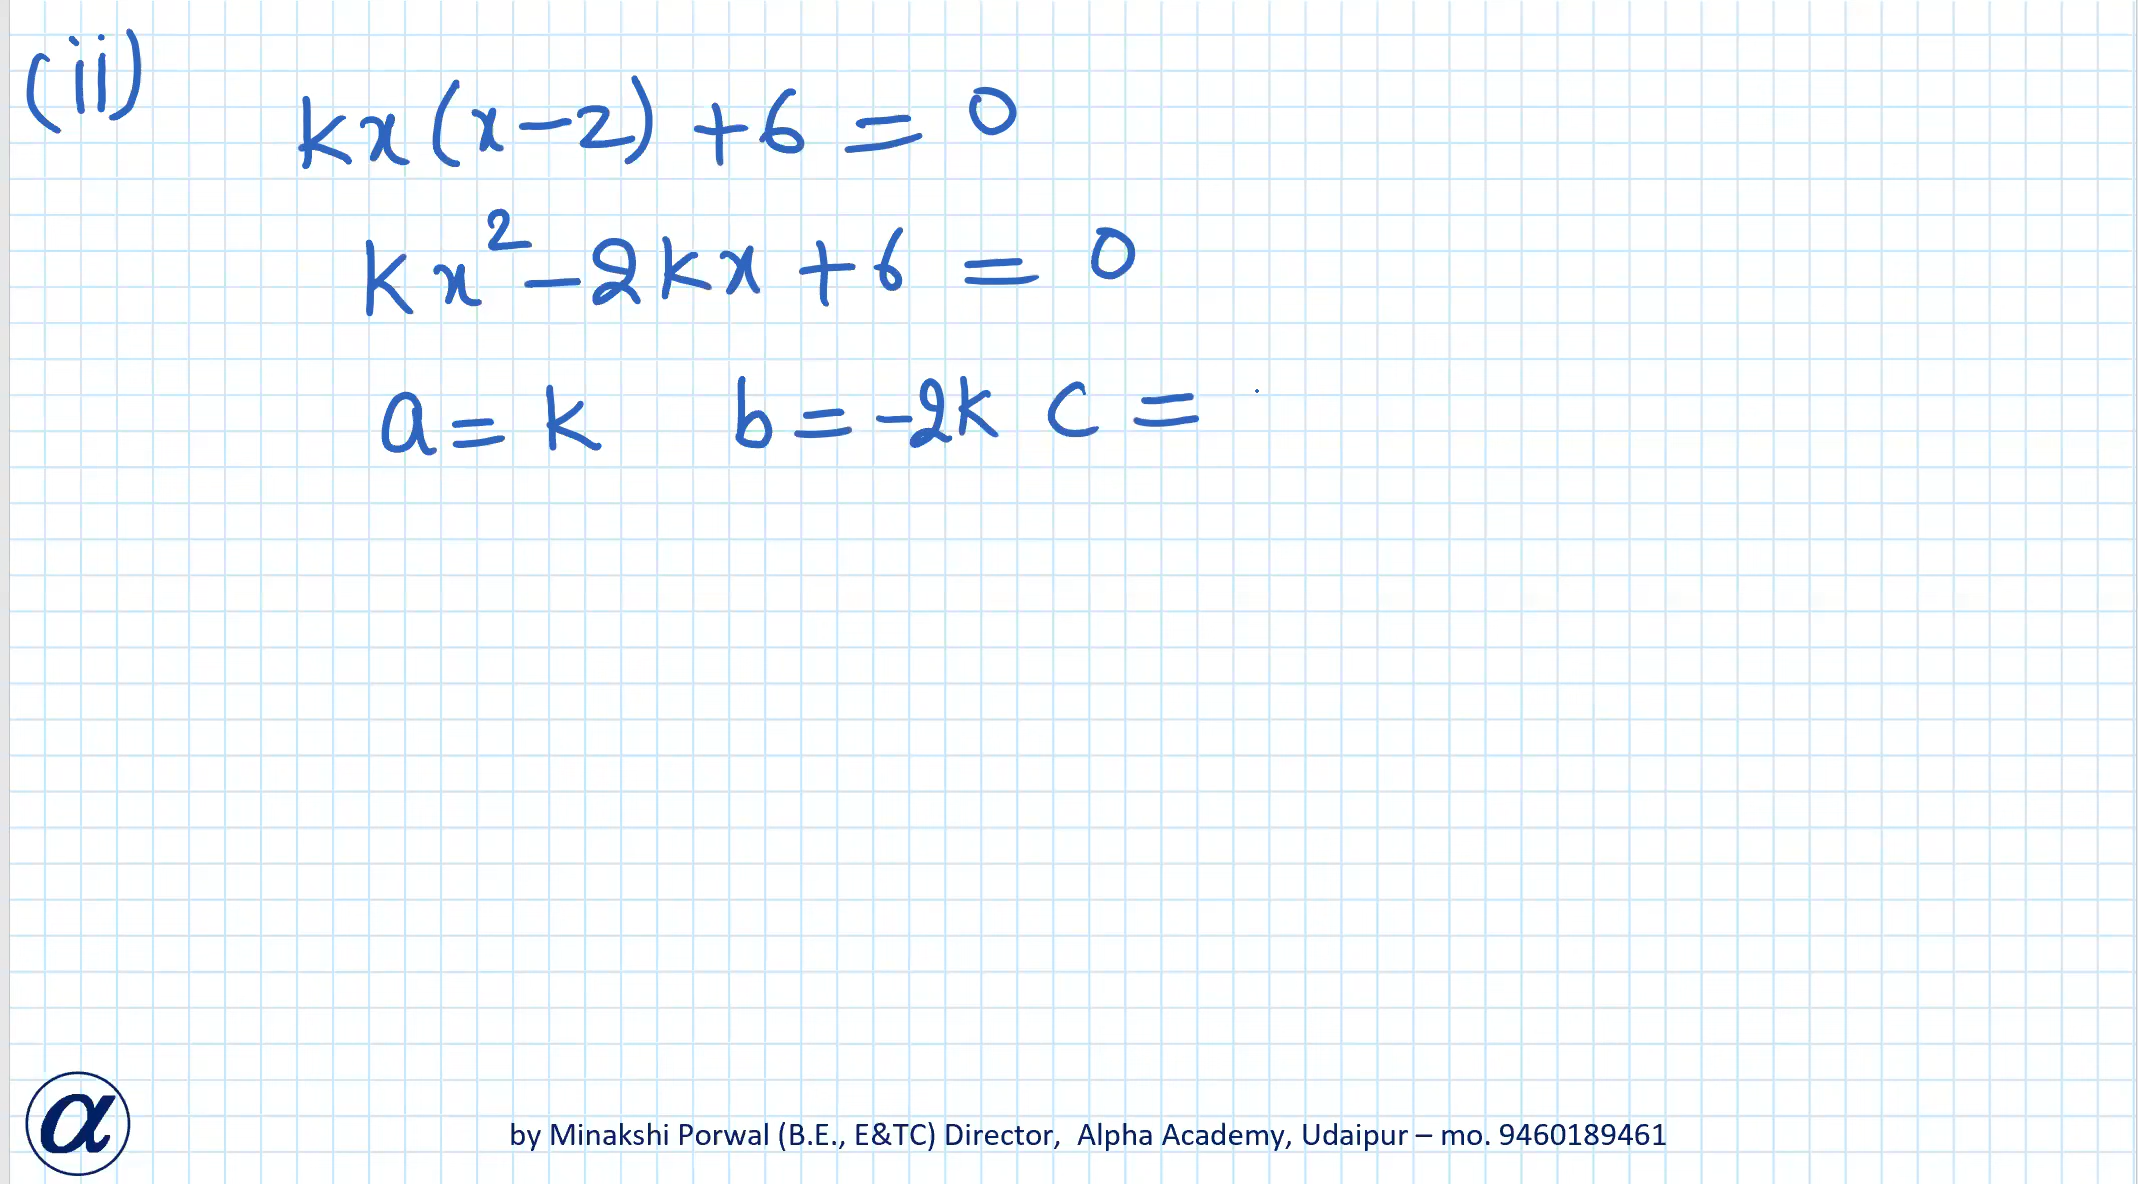 (ii)
kx(x-2)+6=0
kx²-2kx+6=0
a=k b=-2k c=
α
by Minakshi Porwal (B.E., E&TC) Director, Alpha Academy, Udaipur – mo. 9460189461